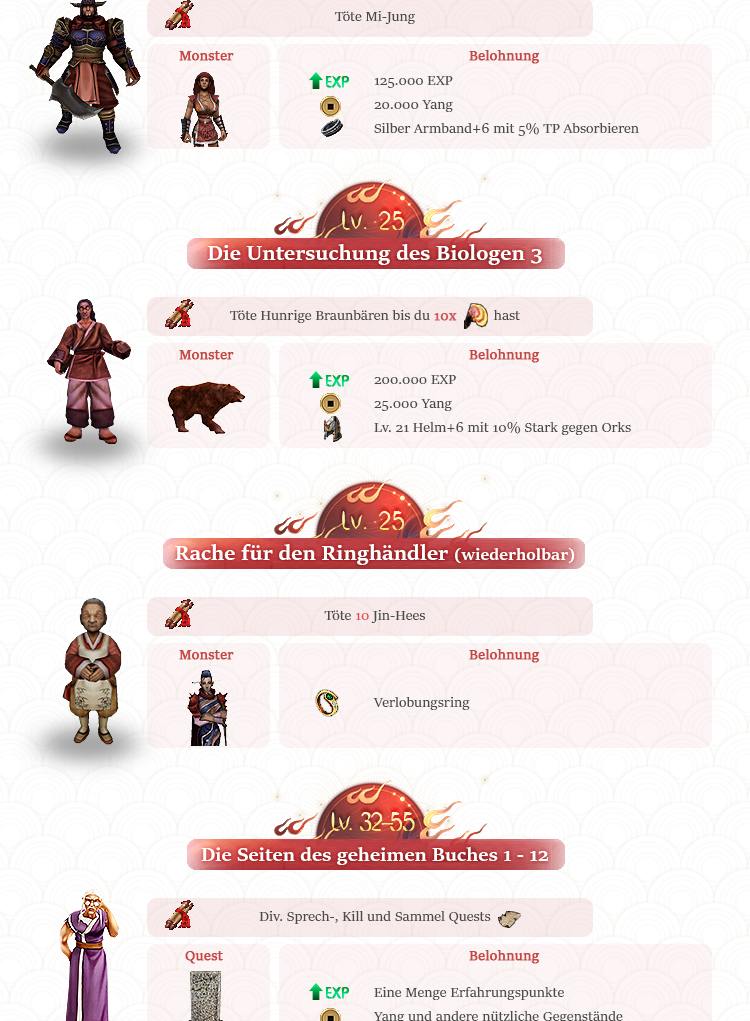 Töte Mi-Jung
Monster
Belohnung
EXP 125.000 EXP
20.000 Yang
Silber Armband+6 mit 5% TP Absorbieren
Lv. 25
Die Untersuchung des Biologen 3
Töte Hunrige Braunbären bis du 10x hast
Monster
Belohnung
EXP 200.000 EXP
25.000 Yang
Lv. 21 Helm+6 mit 10% Stark gegen Orks
Lv. 25
Rache für den Ringhändler (wiederholbar)
Töte 10 Jin-Hees
Monster
Belohnung
Verlobungsring
Lv. 32-55
Die Seiten des geheimen Buches 1 - 12
Div. Sprech-, Kill und Sammel Quests
Quest
Belohnung
EXP Eine Menge Erfahrungspunkte
Yang und andere nützliche Gegenstände